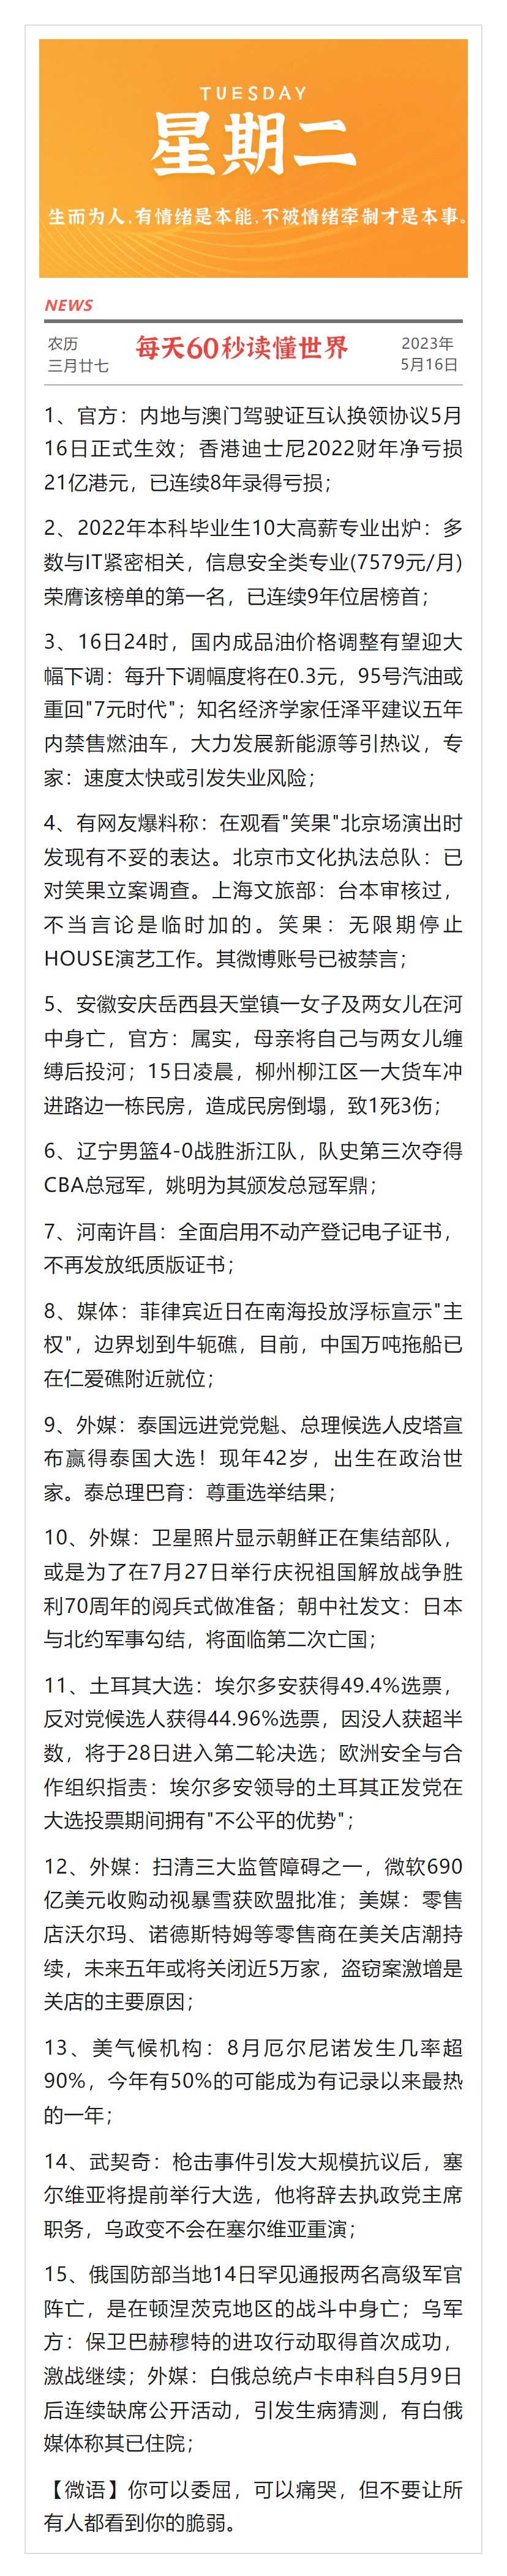 TUESDAY
星期二
生而为人,有情绪是本能,不被情绪牵制才是本事。
NEWS
农历
三月廿七
每天60秒读懂世界
2023年
5月16日
1、官方：内地与澳门驾驶证互认换领协议5月
16日正式生效；香港迪士尼2022财年净亏损
21亿港元，已连续8年录得亏损；
2、2022年本科毕业生10大高薪专业出炉：多
数与IT紧密相关，信息安全类专业(7579元/月)
荣膺该榜单的第一名，已连续9年位居榜首；
3、16日24时，国内成品油价格调整有望迎大
幅下调：每升下调幅度将在0.3元，95号汽油或
重回"7元时代"；知名经济学家任泽平建议五年
内禁售燃油车，大力发展新能源等引热议，专
家：速度太快或引发失业风险；
4、有网友爆料称：在观看"笑果"北京场演出时
发现有不妥的表达。北京市文化执法总队：已
对笑果立案调查。上海文旅部：台本审核过，
不当言论是临时加的。笑果：无限期停止
HOUSE演艺工作。其微博账号已被禁言；
5、安徽安庆岳西县天堂镇一女子及两女儿在河
中身亡，官方：属实，母亲将自己与两女儿缠
缚后投河；15日凌晨，柳州柳江区一大货车冲
进路边一栋民房，造成民房倒塌，致1死3伤；
6、辽宁男篮4-0战胜浙江队，队史第三次夺得
CBA总冠军，姚明为其颁发总冠军鼎；
7、河南许昌：全面启用不动产登记电子证书，
不再发放纸质版证书；
8、媒体：菲律宾近日在南海投放浮标宣示"主
权"，边界划到牛轭礁，目前，中国万吨拖船已
在仁爱礁附近就位；
9、外媒：泰国远进党党魁、总理候选人皮塔宣
布赢得泰国大选！现年42岁，出生在政治世
家。泰总理巴育：尊重选举结果；
10、外媒：卫星照片显示朝鲜正在集结部队，
或是为了在7月27日举行庆祝祖国解放战争胜
利70周年的阅兵式做准备；朝中社发文：日本
与北约军事勾结，将面临第二次亡国；
11、土耳其大选：埃尔多安获得49.4%选票，
反对党候选人获得44.96%选票，因没人获超半
数，将于28日进入第二轮决选；欧洲安全与合
作组织指责：埃尔多安领导的土耳其正发党在
大选投票期间拥有"不公平的优势"；
12、外媒：扫清三大监管障碍之一，微软690
亿美元收购动视暴雪获欧盟批准；美媒：零售
店沃尔玛、诺德斯特姆等零售商在美关店潮持
续，未来五年或将关闭近5万家，盗窃案激增是
关店的主要原因；
13、美气候机构：8月厄尔尼诺发生几率超
90%，今年有50%的可能成为有记录以来最热
的一年；
14、武契奇：枪击事件引发大规模抗议后，塞
尔维亚将提前举行大选，他将辞去执政党主席
职务，乌政变不会在塞尔维亚重演；
15、俄国防部当地14日罕见通报两名高级军官
阵亡，是在顿涅茨克地区的战斗中身亡；乌军
方：保卫巴赫穆特的进攻行动取得首次成功，
激战继续；外媒：白俄总统卢卡申科自5月9日
后连续缺席公开活动，引发生病猜测，有白俄
媒体称其已住院；
【微语】你可以委屈，可以痛哭，但不要让所
有人都看到你的脆弱。